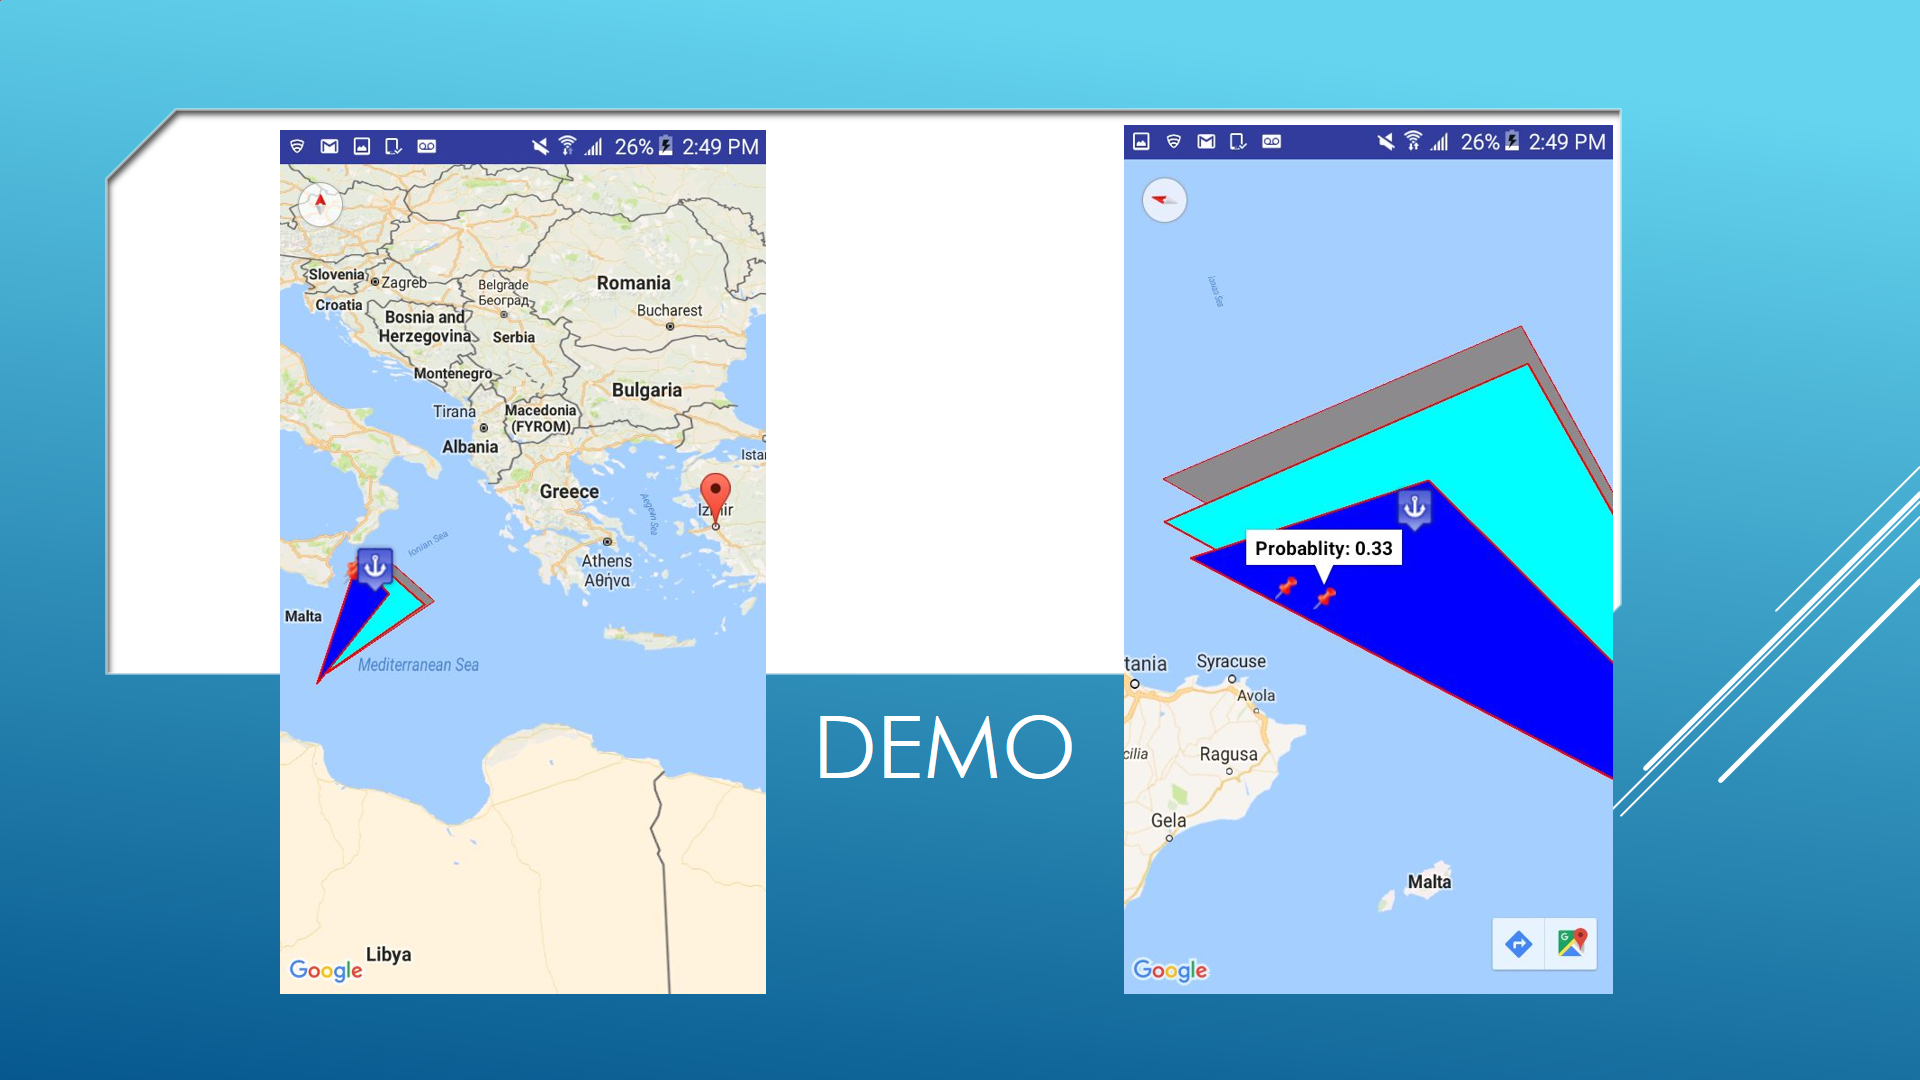 26% 2:49 PM
Slovenia
Zagreb
Croatia
Belgrade
Београд
Romania
Bucharest
Bosnia and
Herzegovina
Serbia
Montenegro
Bulgaria
Tirana
Macedonia
(FYROM)
Albania
Istan
Greece
Aegean Sea
Izmir
Ionian Sea
Athens
Αθήνα
Malta
Mediterranean Sea
Libya
Google
DEMO
26% 2:49 PM
Ionian Sea
Probablity: 0.33
tania
Syracuse
Avola
cilia
Ragusa
Gela
Malta
Google